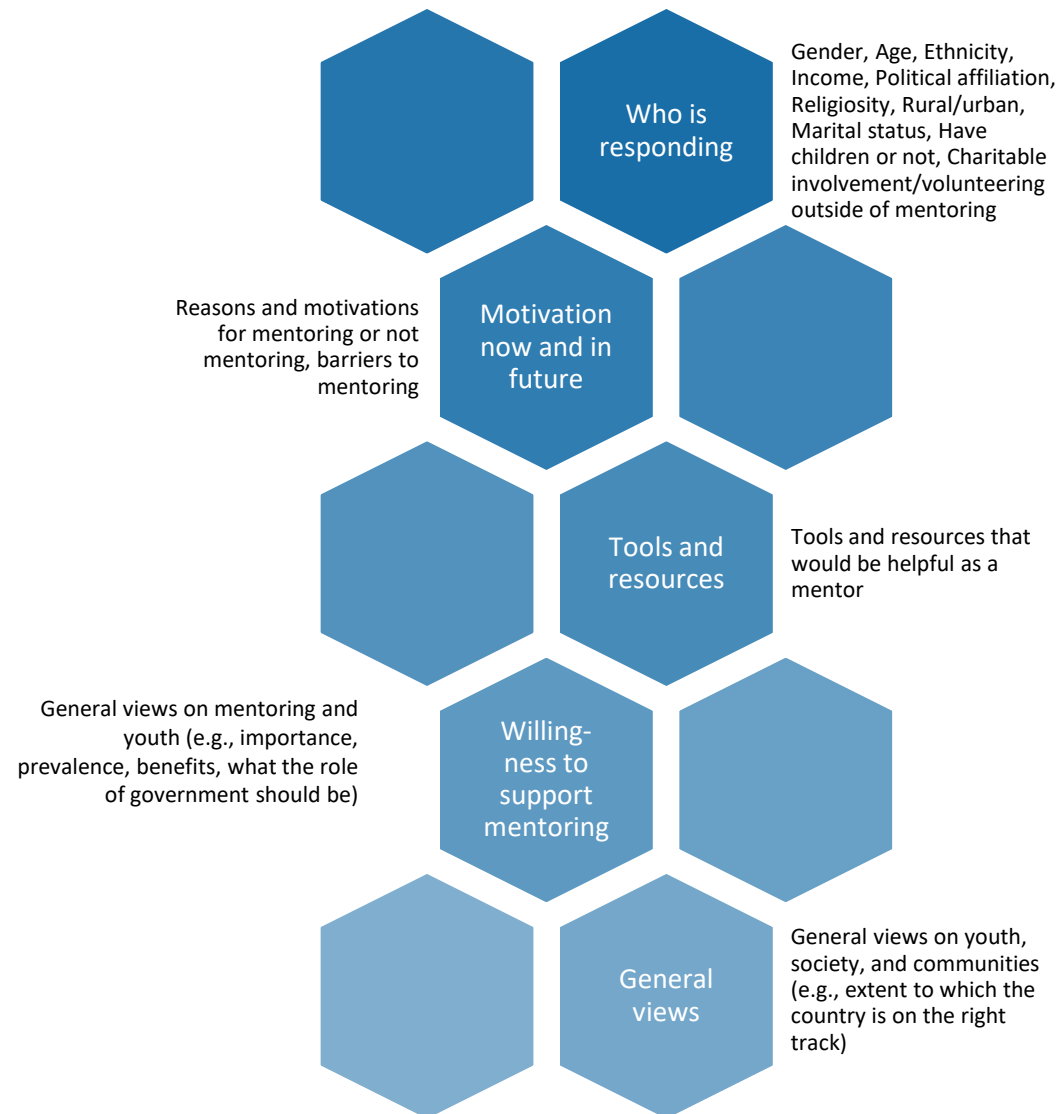 Who is
responding
Gender, Age, Ethnicity,
Income, Political affiliation,
Religiosity, Rural/urban,
Marital status, Have
children or not, Charitable
involvement/volunteering
outside of mentoring
Reasons and motivations
for mentoring or not
mentoring, barriers to
mentoring
Motivation
now and in
future
Tools and
resources
Tools and resources that
would be helpful as a
mentor
General views on mentoring and
youth (e.g., importance,
prevalence, benefits, what the role
of government should be)
Willing-
ness to
support
mentoring
General
views
General views on youth,
society, and communities
(e.g., extent to which the
country is on the right
track)